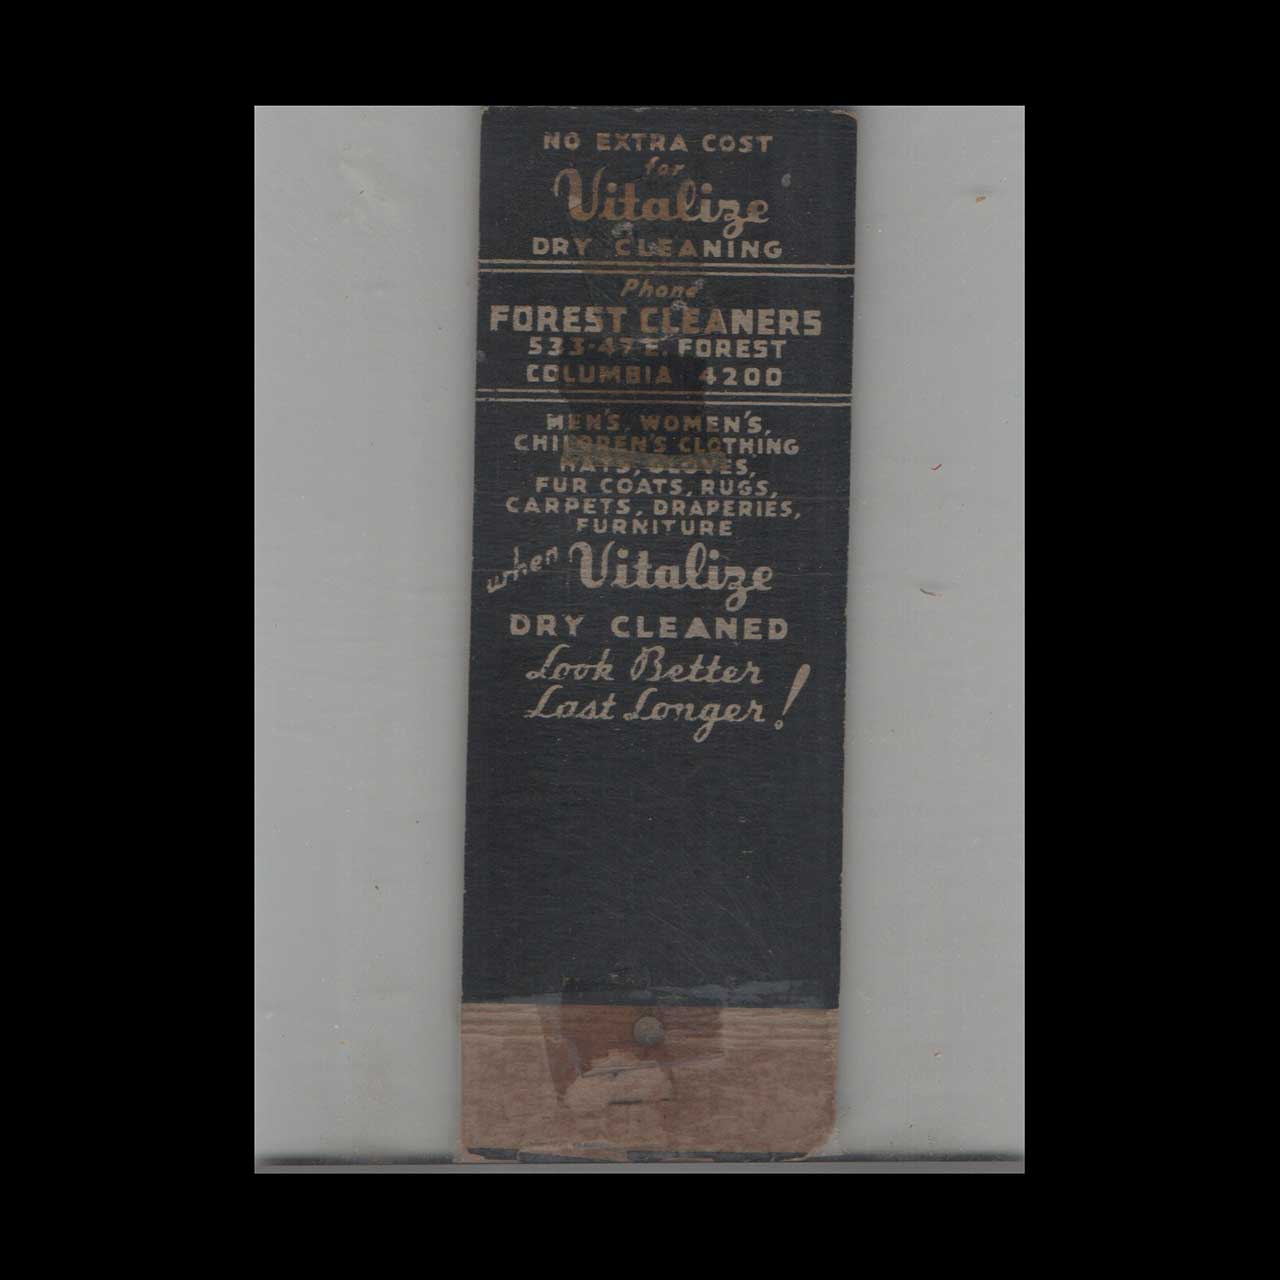 NO EXTRA COST
for
Vitalize
DRY CLEANING
Phone
FOREST CLEANERS
533-47 E. FOREST
COLUMBIA 4200
MEN'S, WOMEN'S,
CHILDREN'S CLOTHING
HATS, GLOVES,
FUR COATS, RUGS,
CARPETS, DRAPERIES,
FURNITURE
when Vitalize
DRY CLEANED
Look Better
Last Longer!